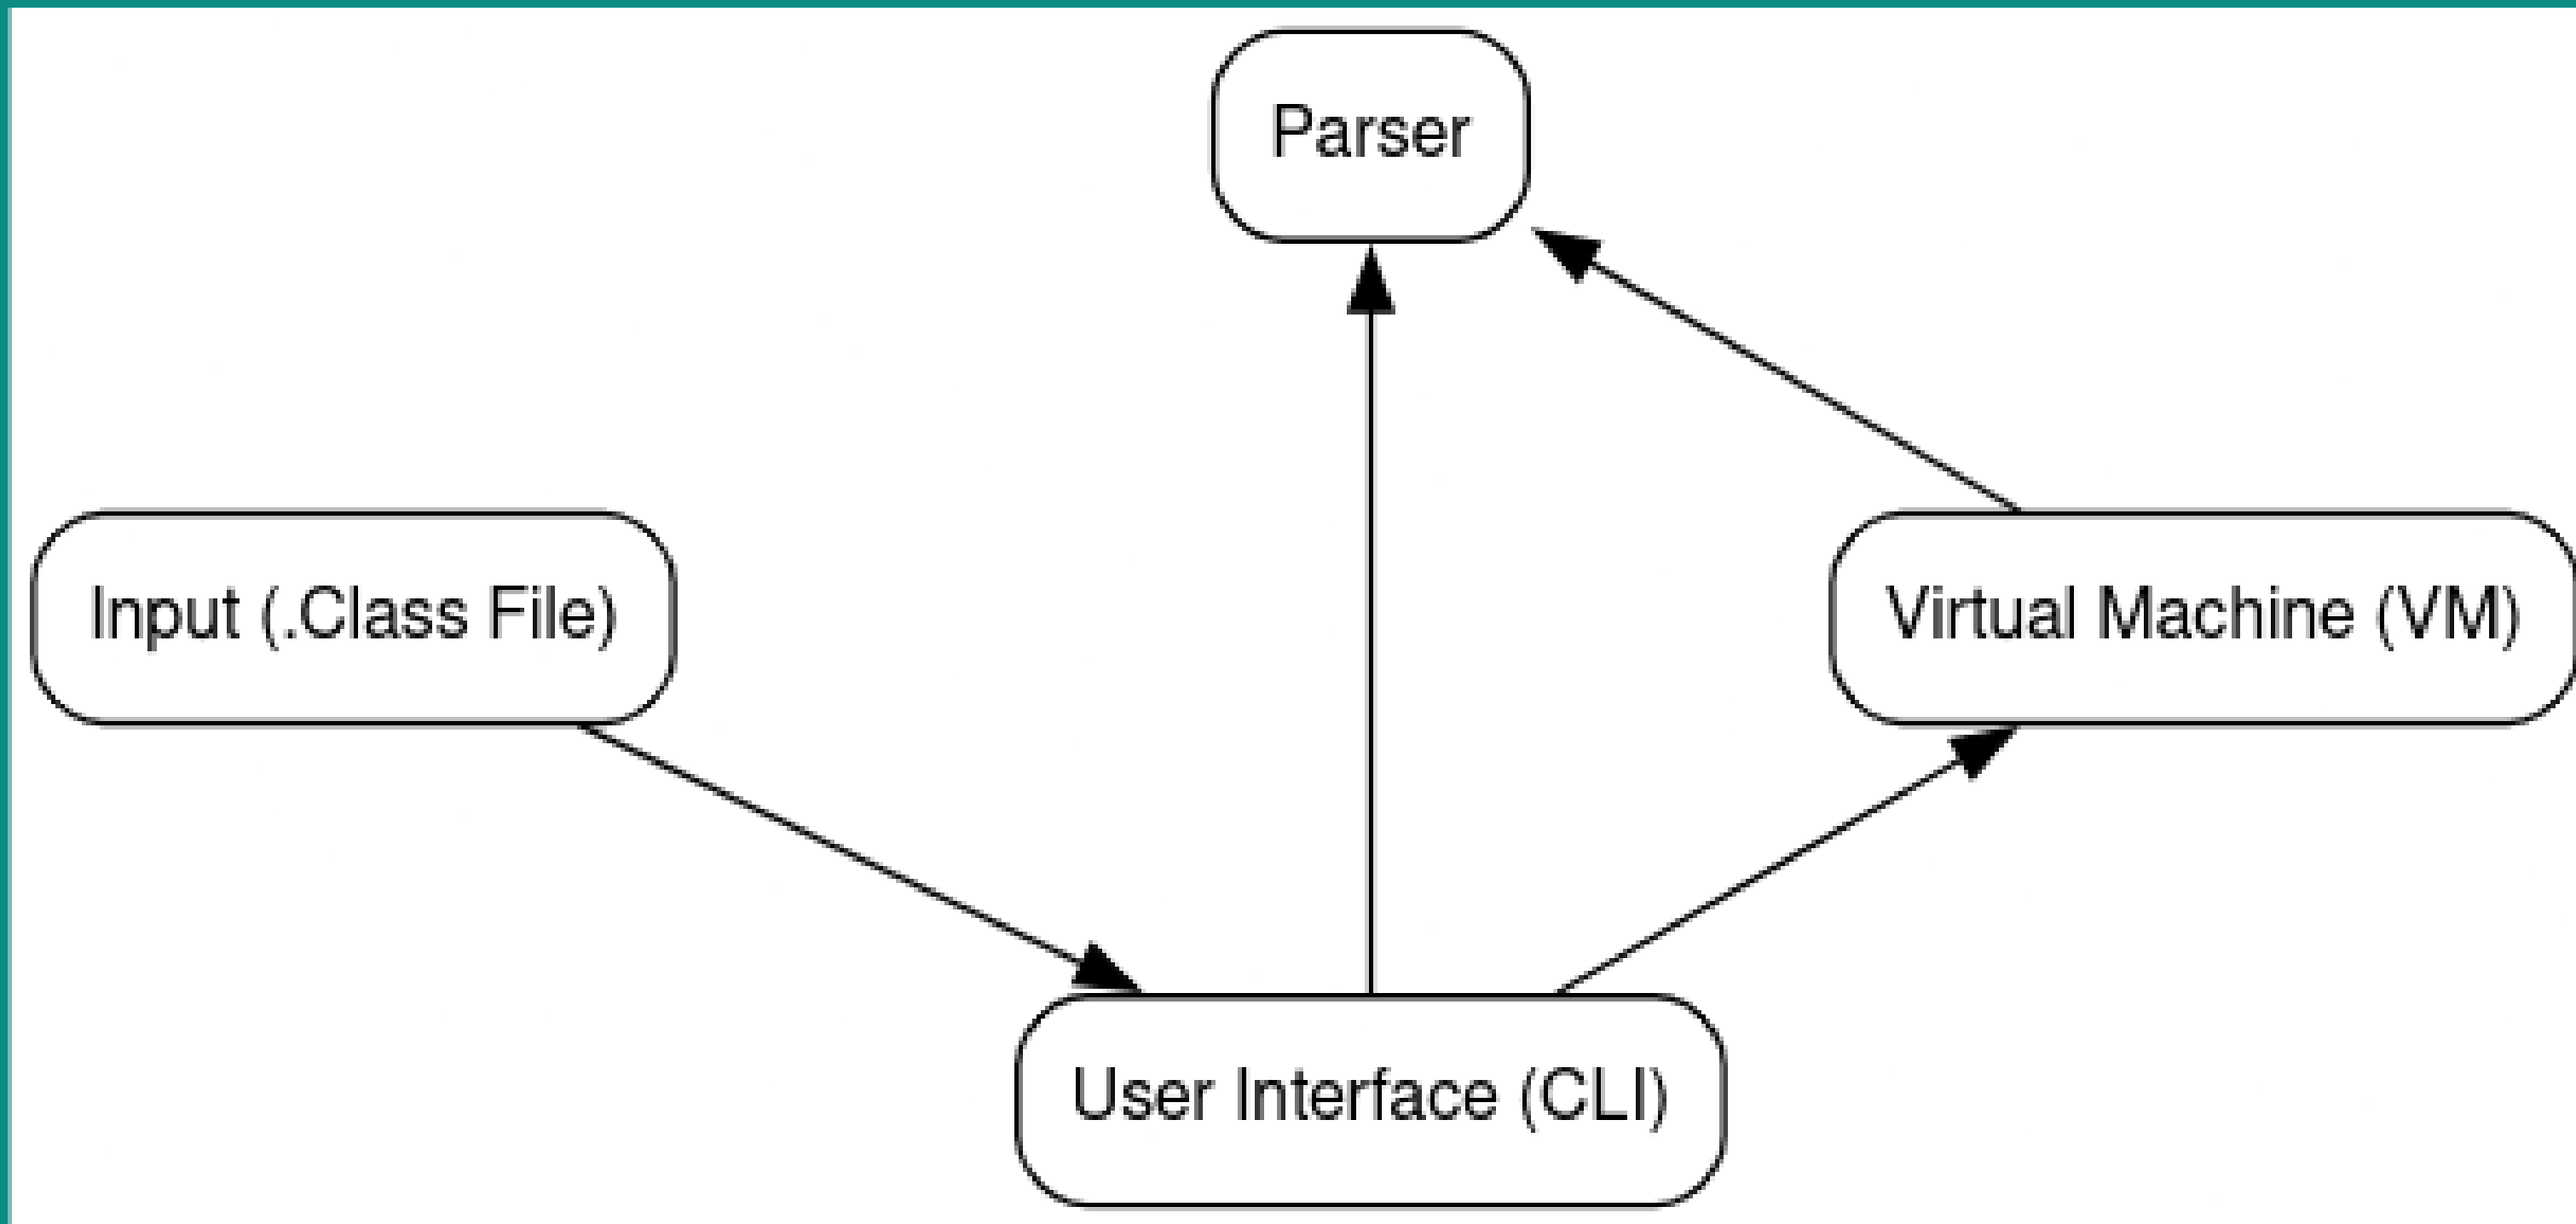 Parser
Input (.Class File)
Virtual Machine (VM)
User Interface (CLI)